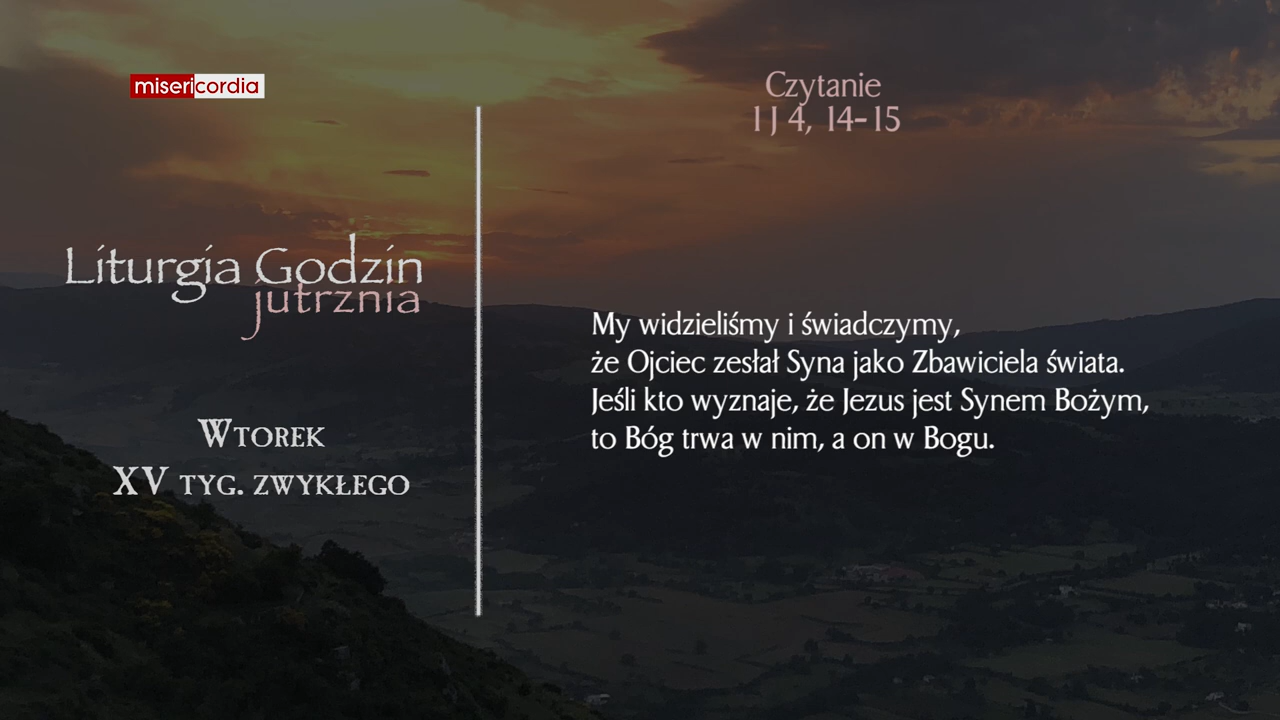 misericordia
Liturgia Godzin
jutrznia
Wtorek
XV tyg. zwykłego
Czytanie
1 J 4, 14-15
My widzieliśmy i świadczymy,
że Ojciec zesłał Syna jako Zbawiciela świata.
Jeśli kto wyznaje, że Jezus jest Synem Bożym,
to Bóg trwa w nim, a on w Bogu.